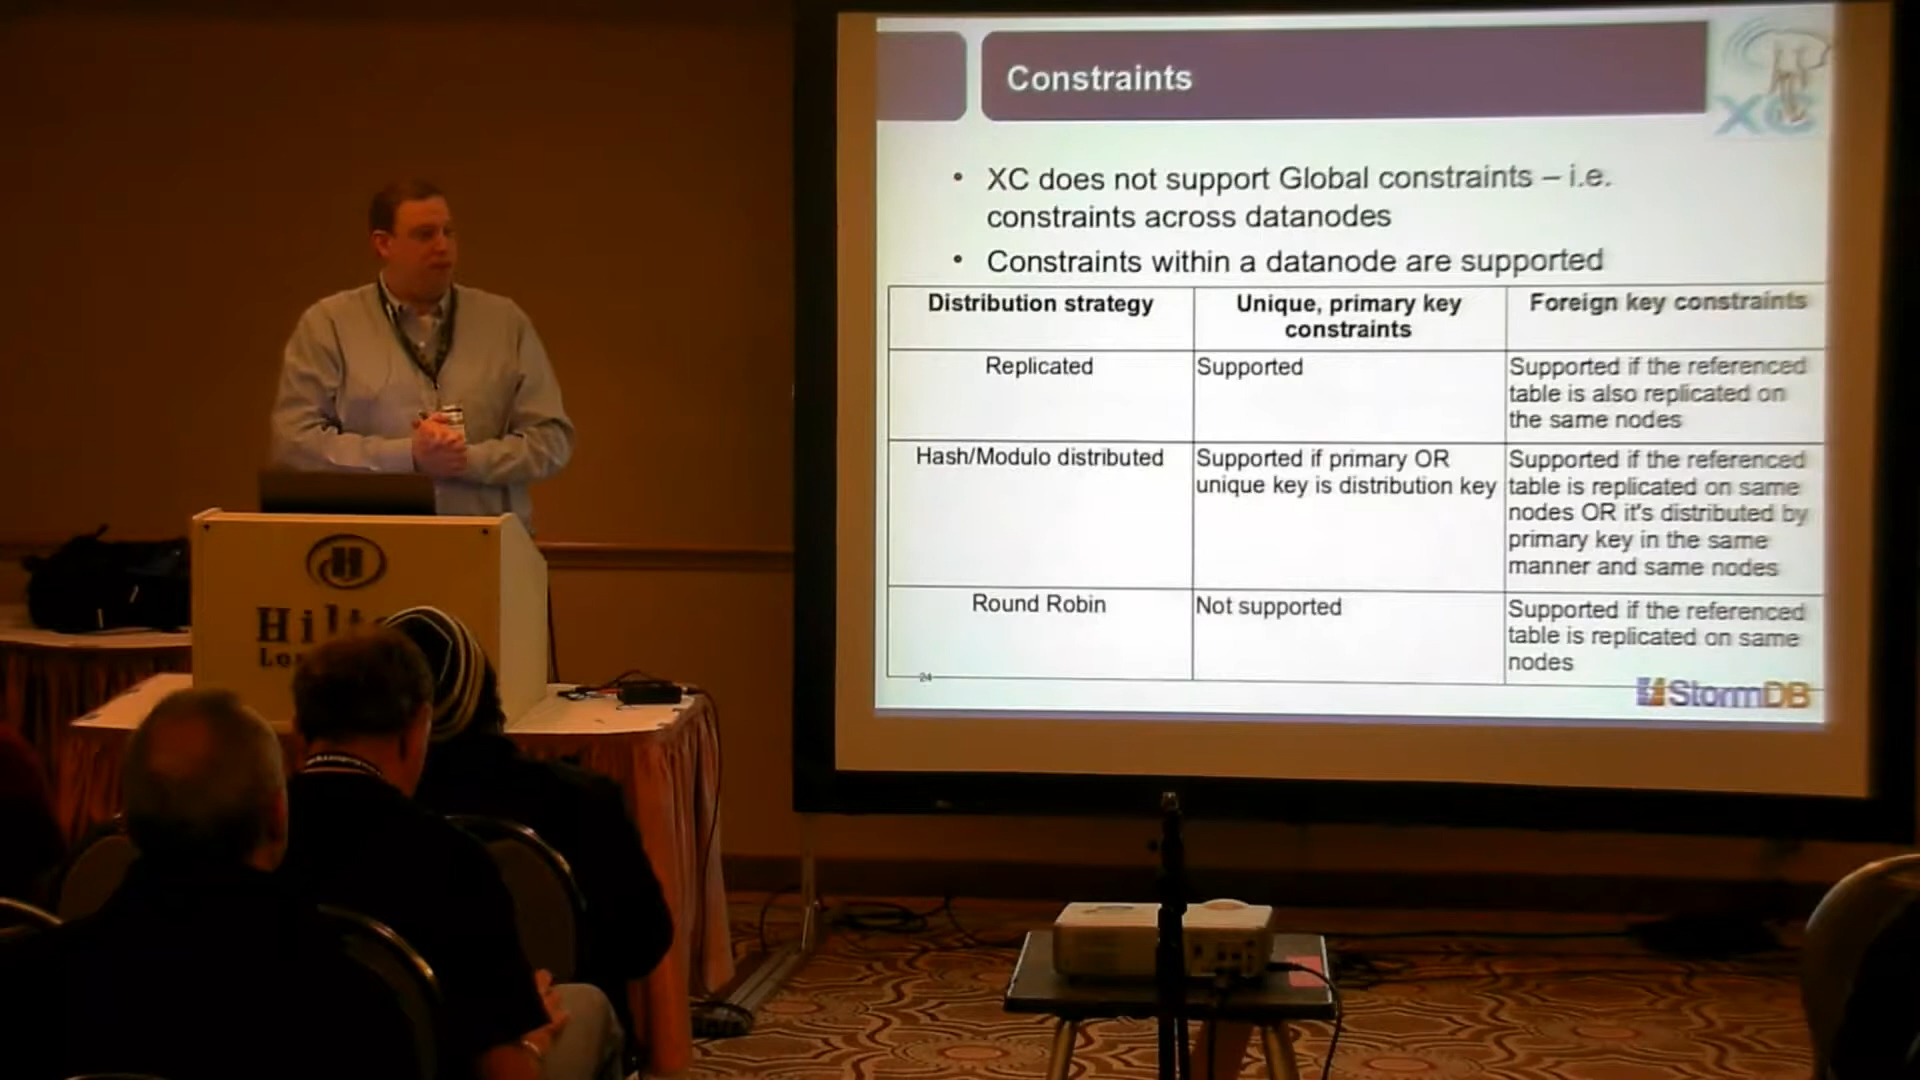 Constraints
XC
• XC does not support Global constraints – i.e.
constraints across datanodes
• Constraints within a datanode are supported
Distribution strategy
Unique, primary key
constraints
Foreign key constraints
Replicated
Supported
Supported if the referenced
table is also replicated on
the same nodes
Hash/Modulo distributed
Supported if primary OR
unique key is distribution key
Supported if the referenced
table is replicated on same
nodes OR it's distributed by
primary key in the same
manner and same nodes
Round Robin
Not supported
Supported if the referenced
table is replicated on same
nodes
24
StormDB
H